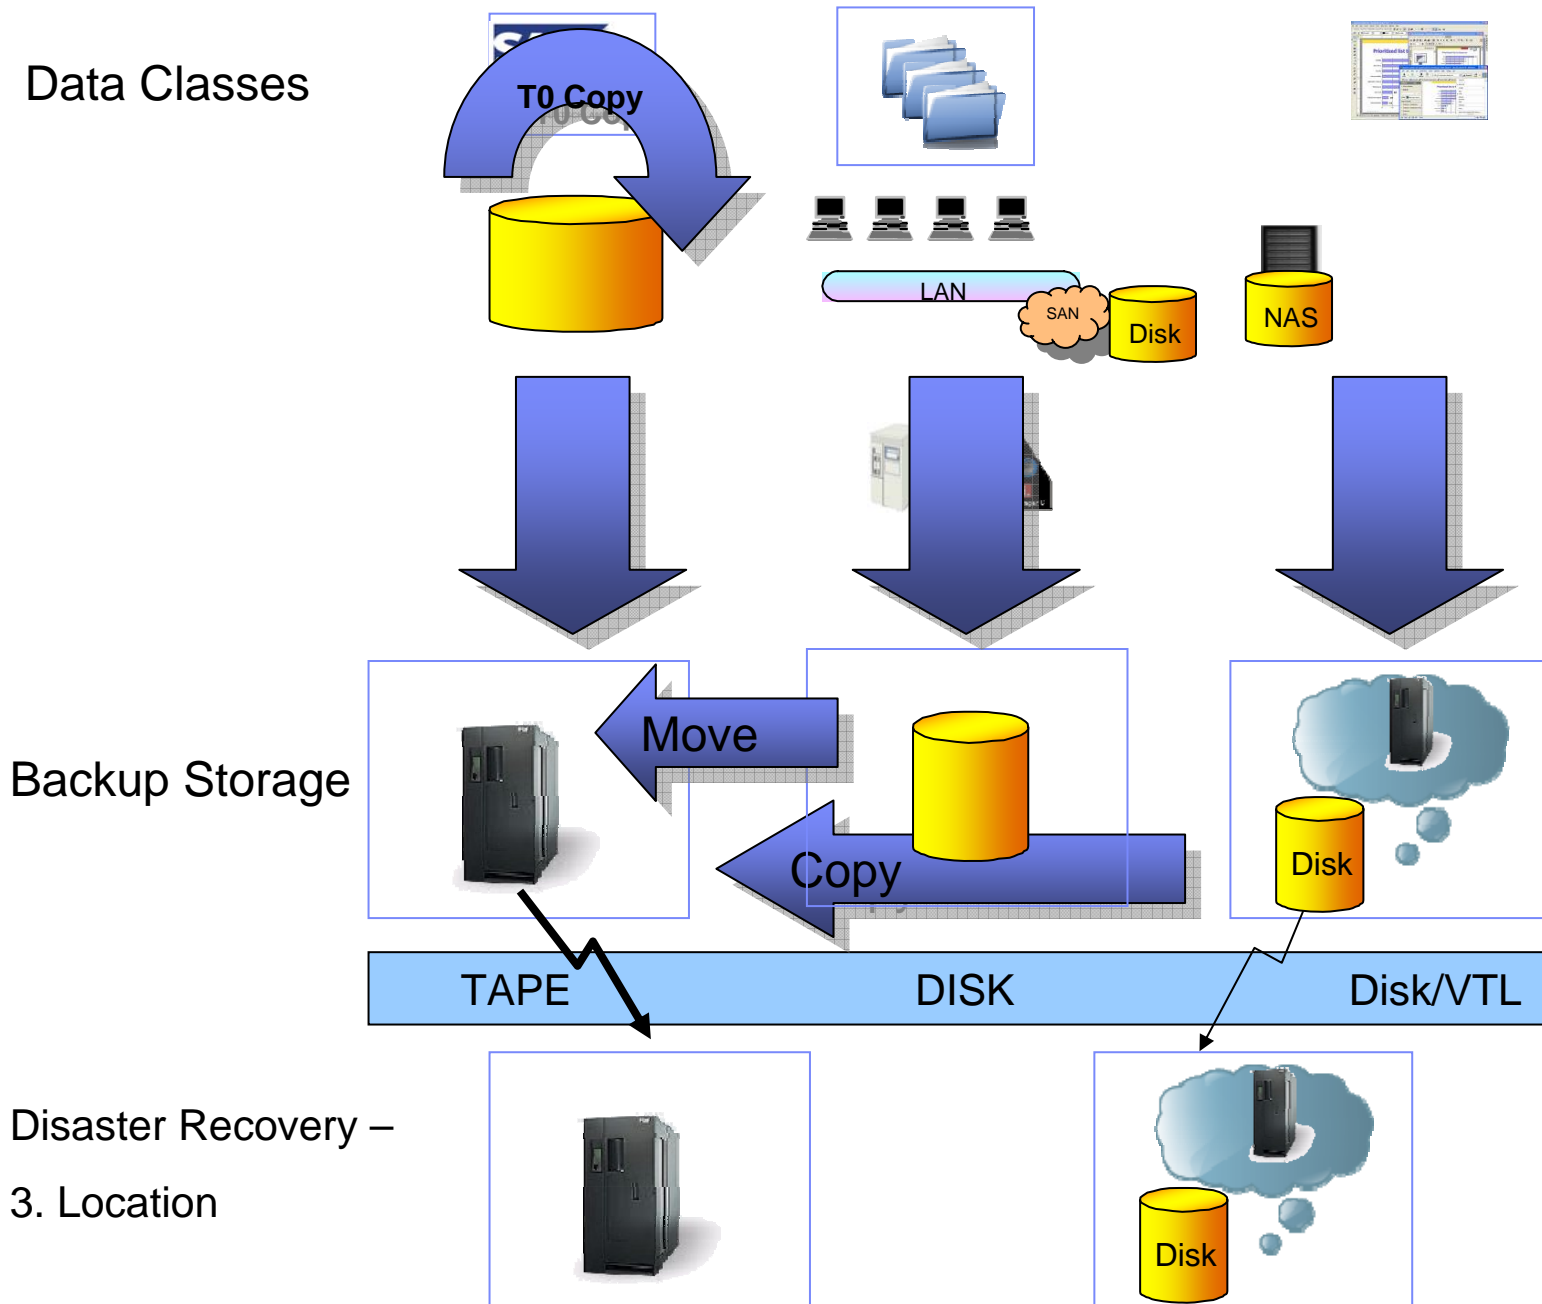 Data Classes
T0 Copy
LAN
SAN
Disk
NAS
Backup Storage
Move
Copy
Disk
TAPE
DISK
Disk/VTL
Disaster Recovery –
3. Location
Disk